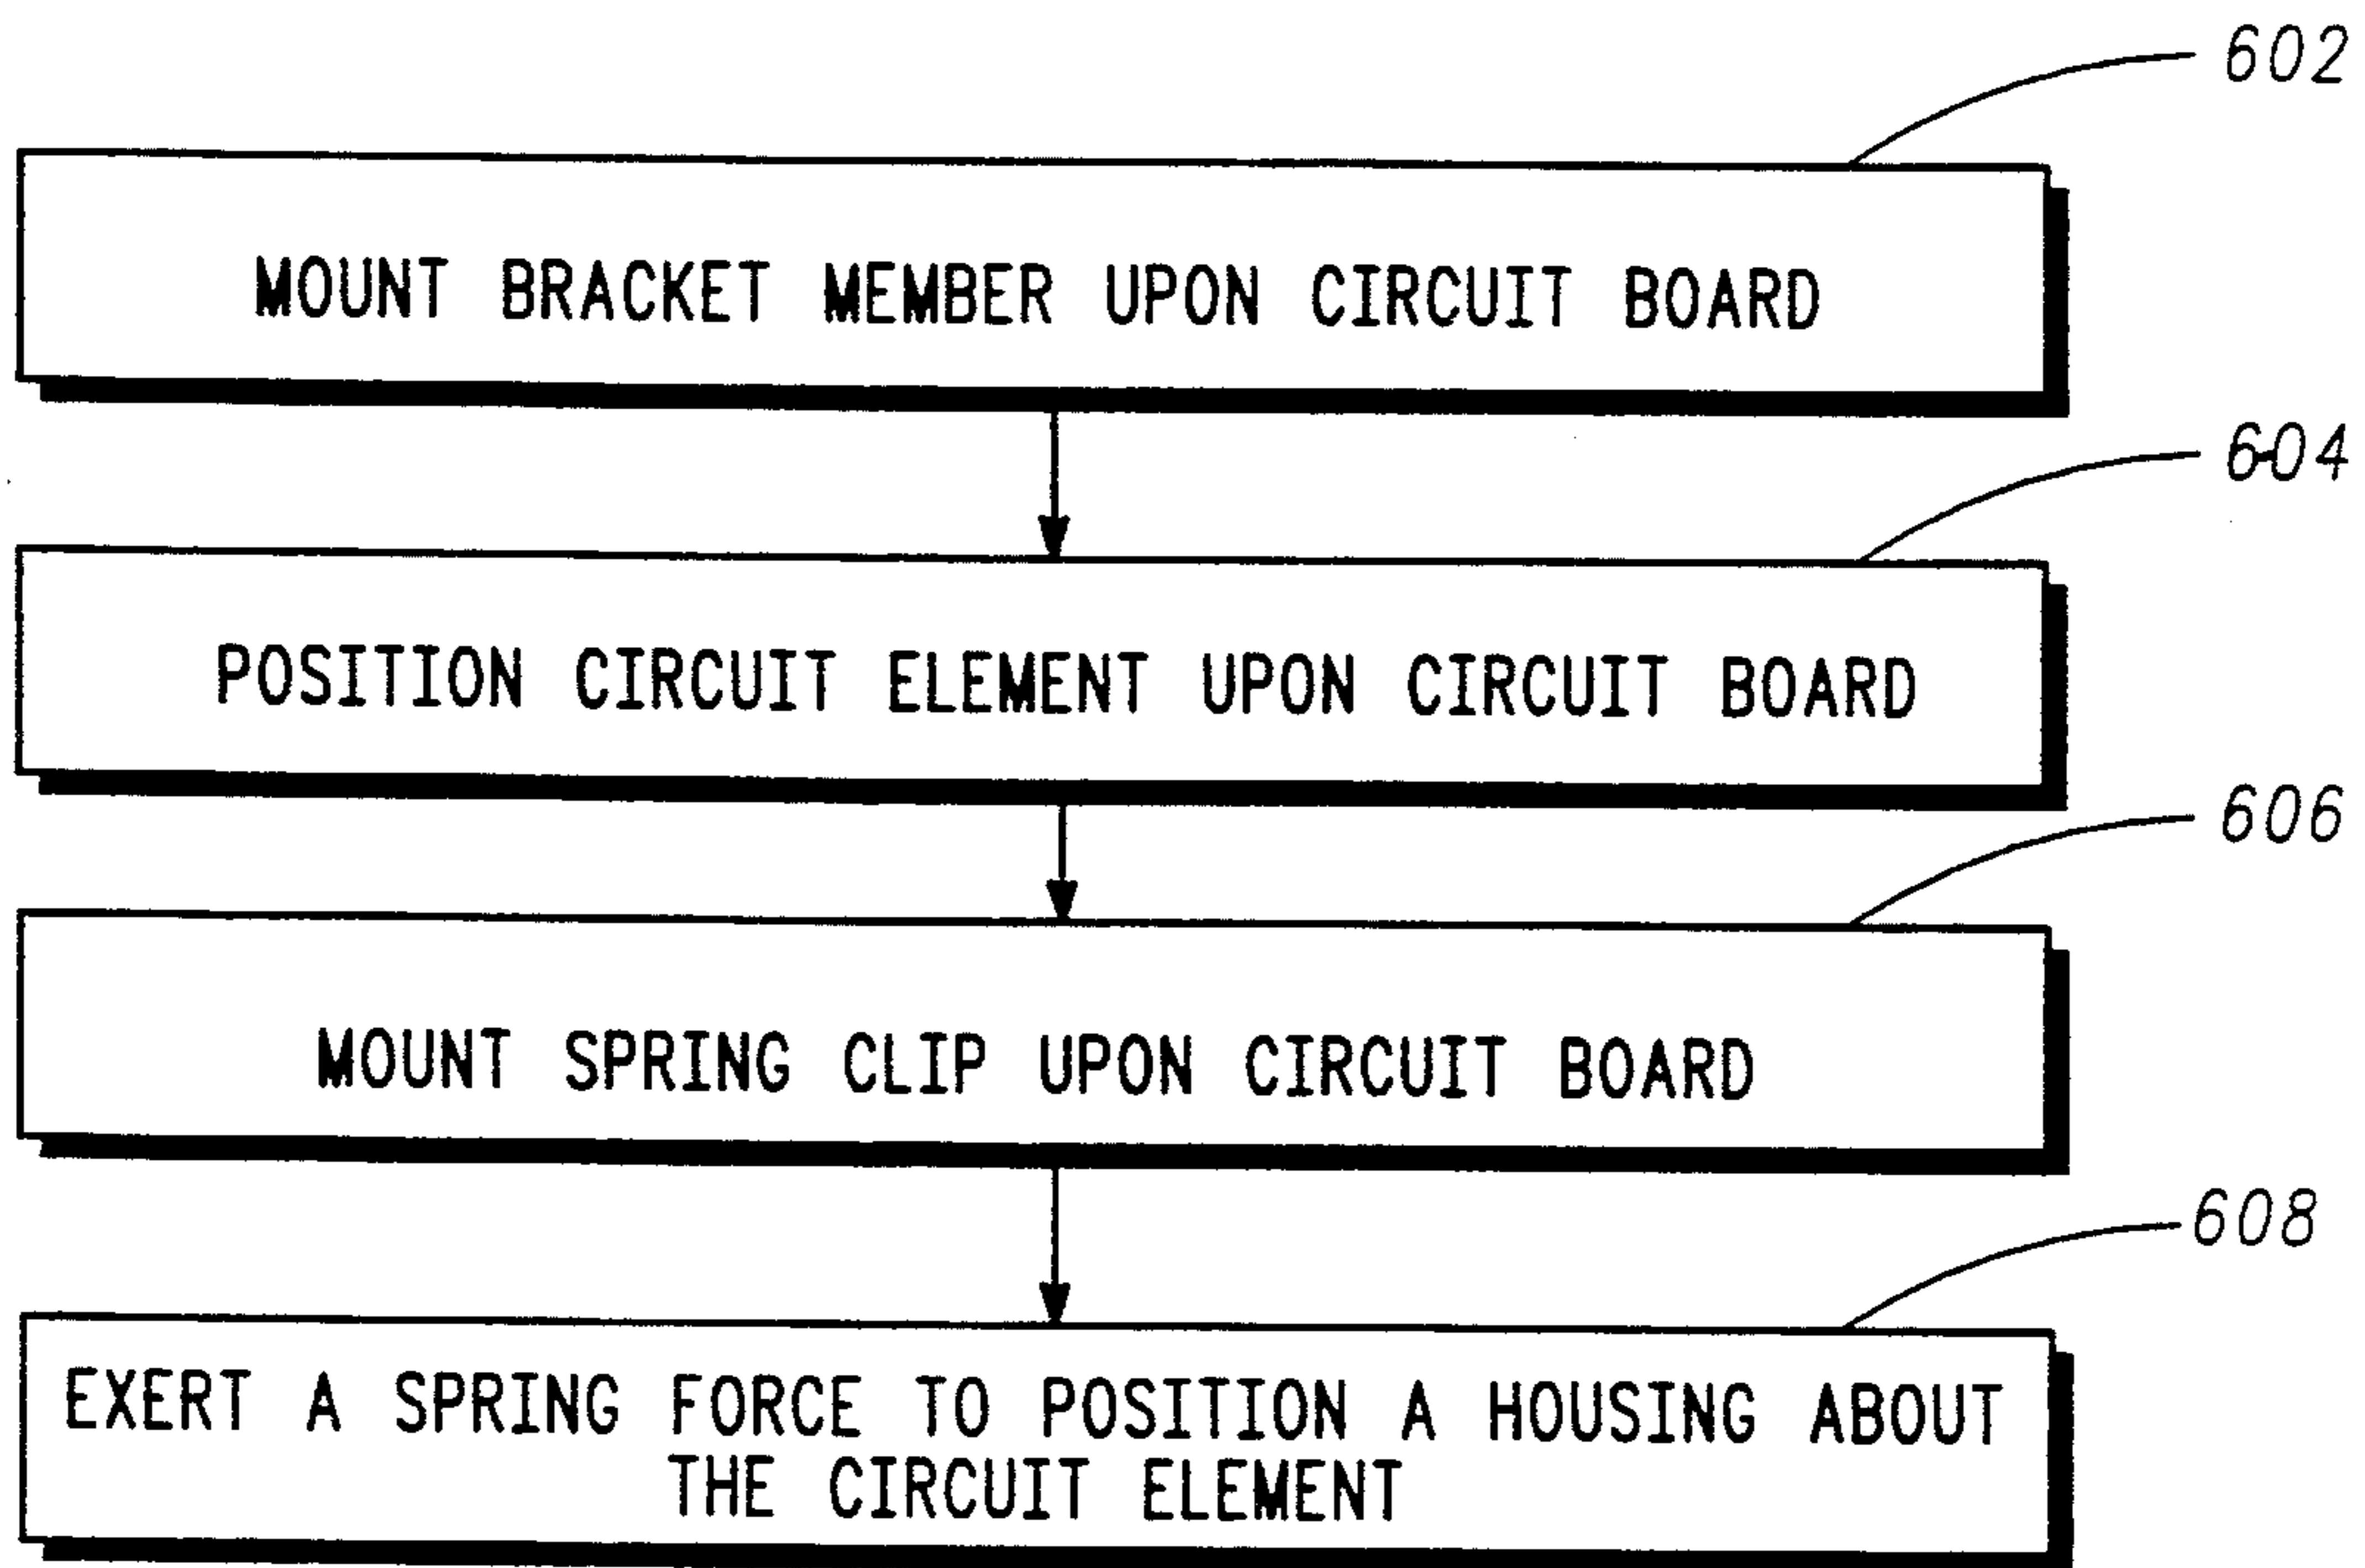 602
MOUNT BRACKET MEMBER UPON CIRCUIT BOARD
604
POSITION CIRCUIT ELEMENT UPON CIRCUIT BOARD
606
MOUNT SPRING CLIP UPON CIRCUIT BOARD
608
EXERT A SPRING FORCE TO POSITION A HOUSING ABOUT
THE CIRCUIT ELEMENT